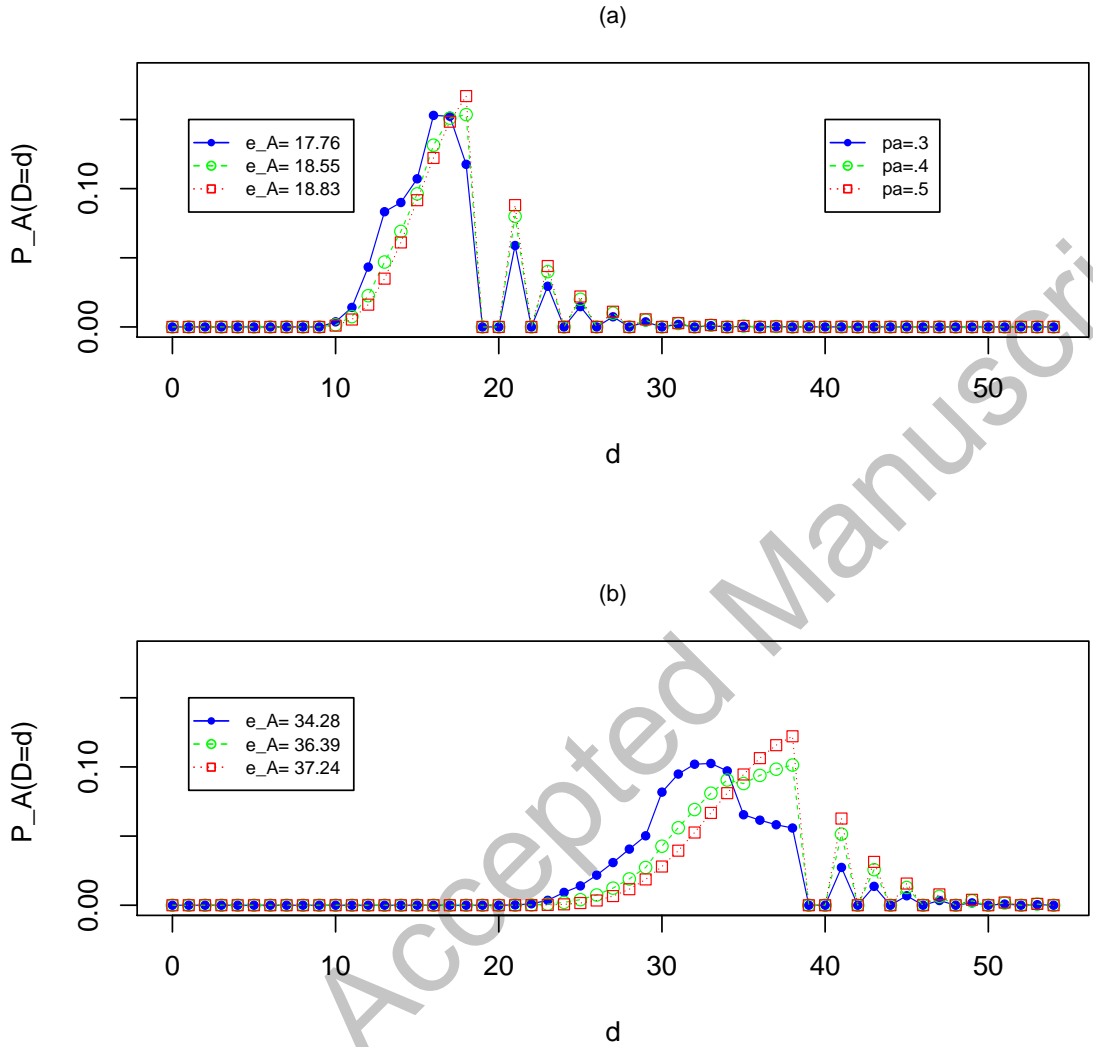 (a)
P_A(D=d)
0.00
0.10
e_A= 17.76
e_A= 18.55
e_A= 18.83
pa=.3
pa=.4
pa=.5
0 10 20 30 40 50
d
(b)
P_A(D=d)
0.00
0.10
e_A= 34.28
e_A= 36.39
e_A= 37.24
0 10 20 30 40 50
d
Accepted Manuscri